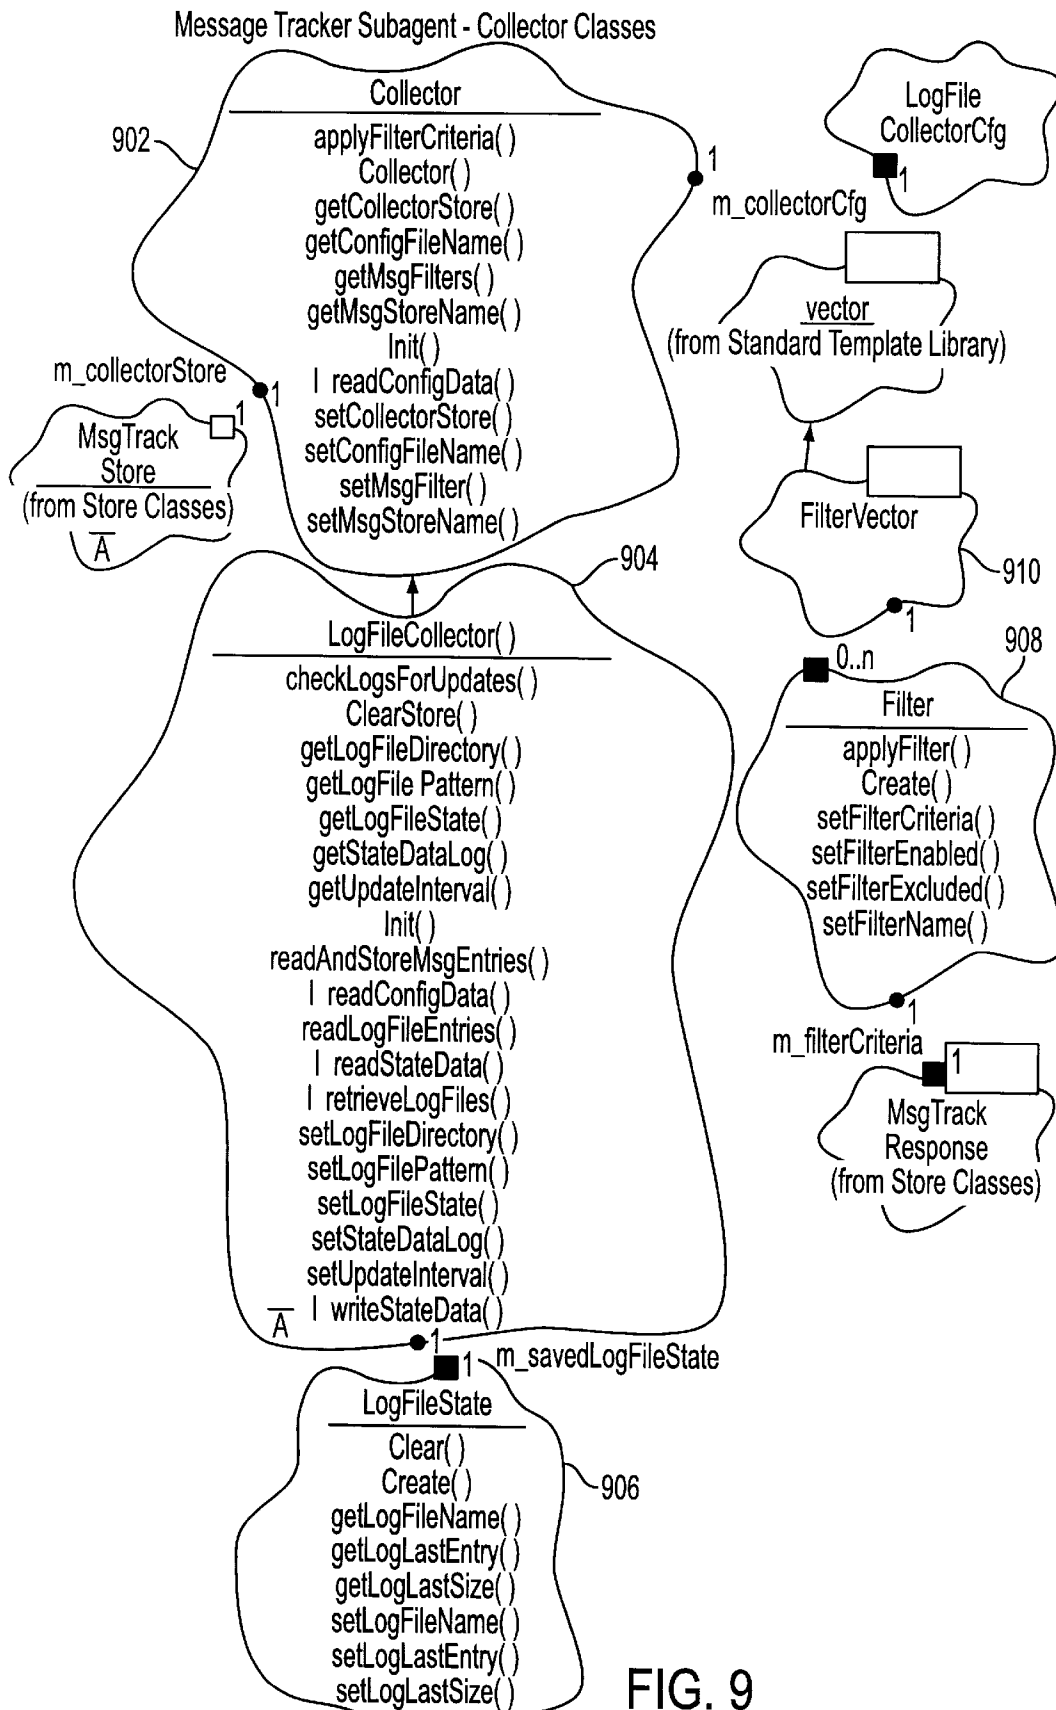 Message Tracker Subagent - Collector Classes
Collector
applyFilterCriteria( )
Collector( )
getCollectorStore( )
getConfigFileName( )
getMsgFilters( )
getMsgStoreName( )
Init( )
I readConfigData( )
setCollectorStore( )
setConfigFileName( )
setMsgFilter( )
setMsgStoreName( )
902
1
m_collectorCfg
LogFile
CollectorCfg
1
m_collectorStore
1
1
MsgTrack
Store
(from Store Classes)
A
vector
(from Standard Template Library)
FilterVector
910
1
904
LogFileCollector( )
checkLogsForUpdates( )
ClearStore( )
getLogFileDirectory( )
getLogFile Pattern( )
getLogFileState( )
getStateDataLog( )
getUpdateInterval( )
Init( )
readAndStoreMsgEntries( )
I readConfigData( )
readLogFileEntries( )
I readStateData( )
I retrieveLogFiles( )
setLogFileDirectory( )
setLogFilePattern( )
setLogFileState( )
setStateDataLog( )
setUpdateInterval( )
A
I writeStateData( )
1
0..n
908
Filter
applyFilter( )
Create( )
setFilterCriteria( )
setFilterEnabled( )
setFilterExcluded( )
setFilterName( )
1
m_filterCriteria
1
MsgTrack
Response
(from Store Classes)
1
m_savedLogFileState
LogFileState
Clear( )
Create( )
getLogFileName( )
getLogLastEntry( )
getLogLastSize( )
setLogFileName( )
setLogLastEntry( )
setLogLastSize( )
906
FIG. 9